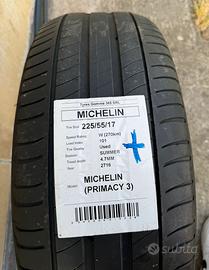 Tyres Gomme 365 SRL
MICHELIN
Tire Size 225/55/17
Speed Rating W (270km)
Load Index 101
Tire Quality Used
Season SUMMER
Tread depth 4.7MM
Year 2716
Model MICHELIN
(PRIMACY 3)
subito